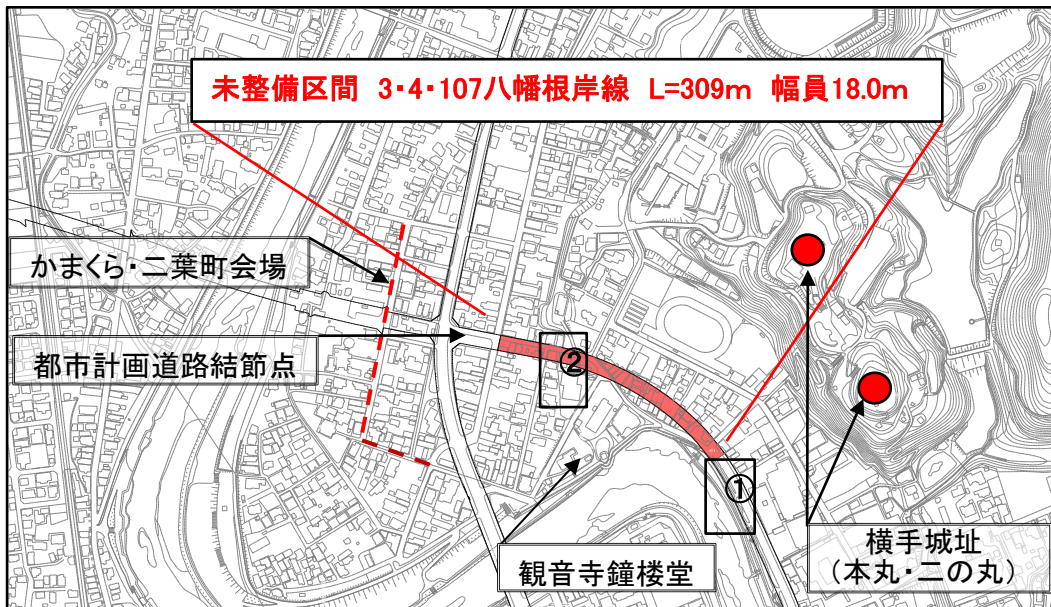 未整備区間 3・4・107八幡根岸線 L=309m 幅員18.0m
かまくら・二葉町会場
都市計画道路結節点
②
①
観音寺鐘楼堂
横手城址
(本丸・二の丸)